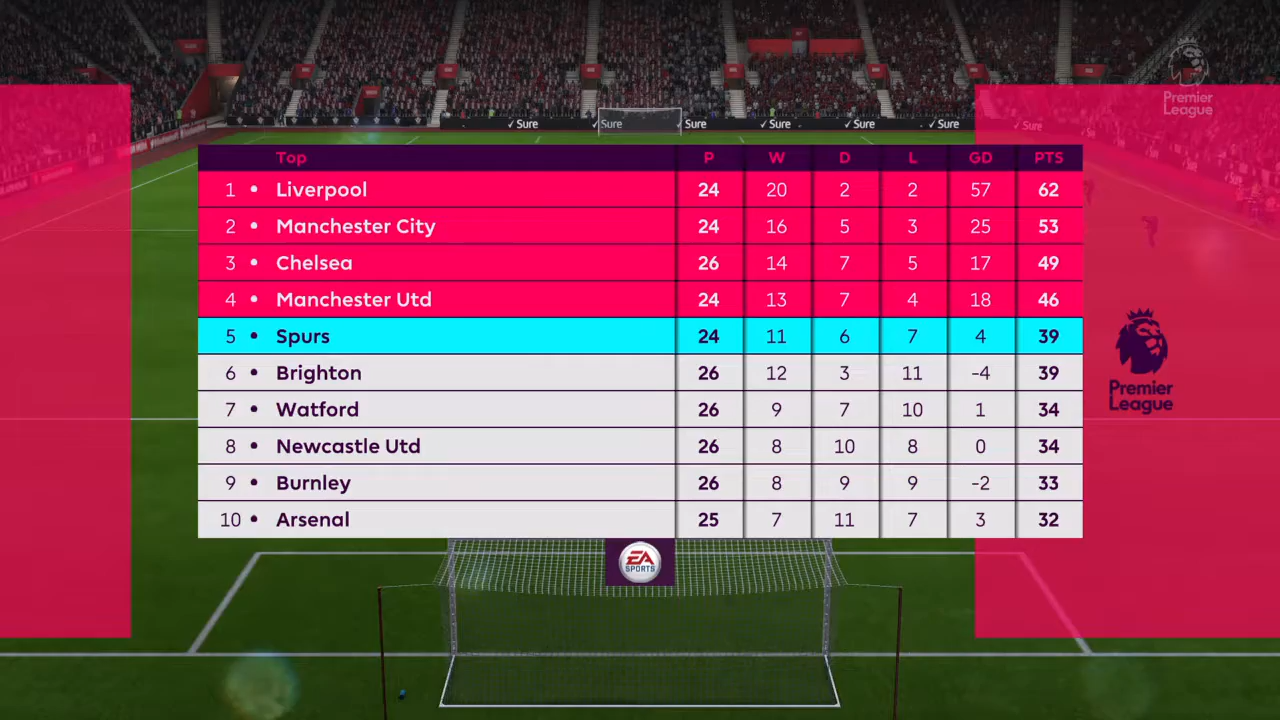 Premier
League
✓Sure Sure Sure ✓Sure ✓Sure ✓Sure Sure
Top P W D L GD PTS
1 • Liverpool 24 20 2 2 57 62
2 • Manchester City 24 16 5 3 25 53
3 • Chelsea 26 14 7 5 17 49
4 • Manchester Utd 24 13 7 4 18 46
5 • Spurs 24 11 6 7 4 39
6 • Brighton 26 12 3 11 -4 39
7 • Watford 26 9 7 10 1 34
8 • Newcastle Utd 26 8 10 8 0 34
9 • Burnley 26 8 9 9 -2 33
10 • Arsenal 25 7 11 7 3 32
Premier
League
EA
SPORTS